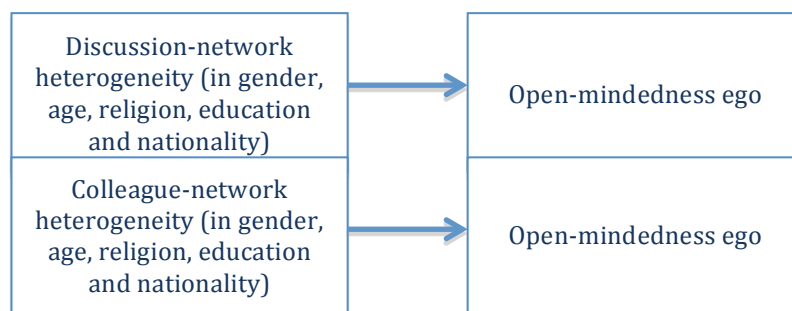 Discussion-network
heterogeneity (in gender,
age, religion, education
and nationality)
Open-mindedness ego
Colleague-network
heterogeneity (in gender,
age, religion, education
and nationality)
Open-mindedness ego